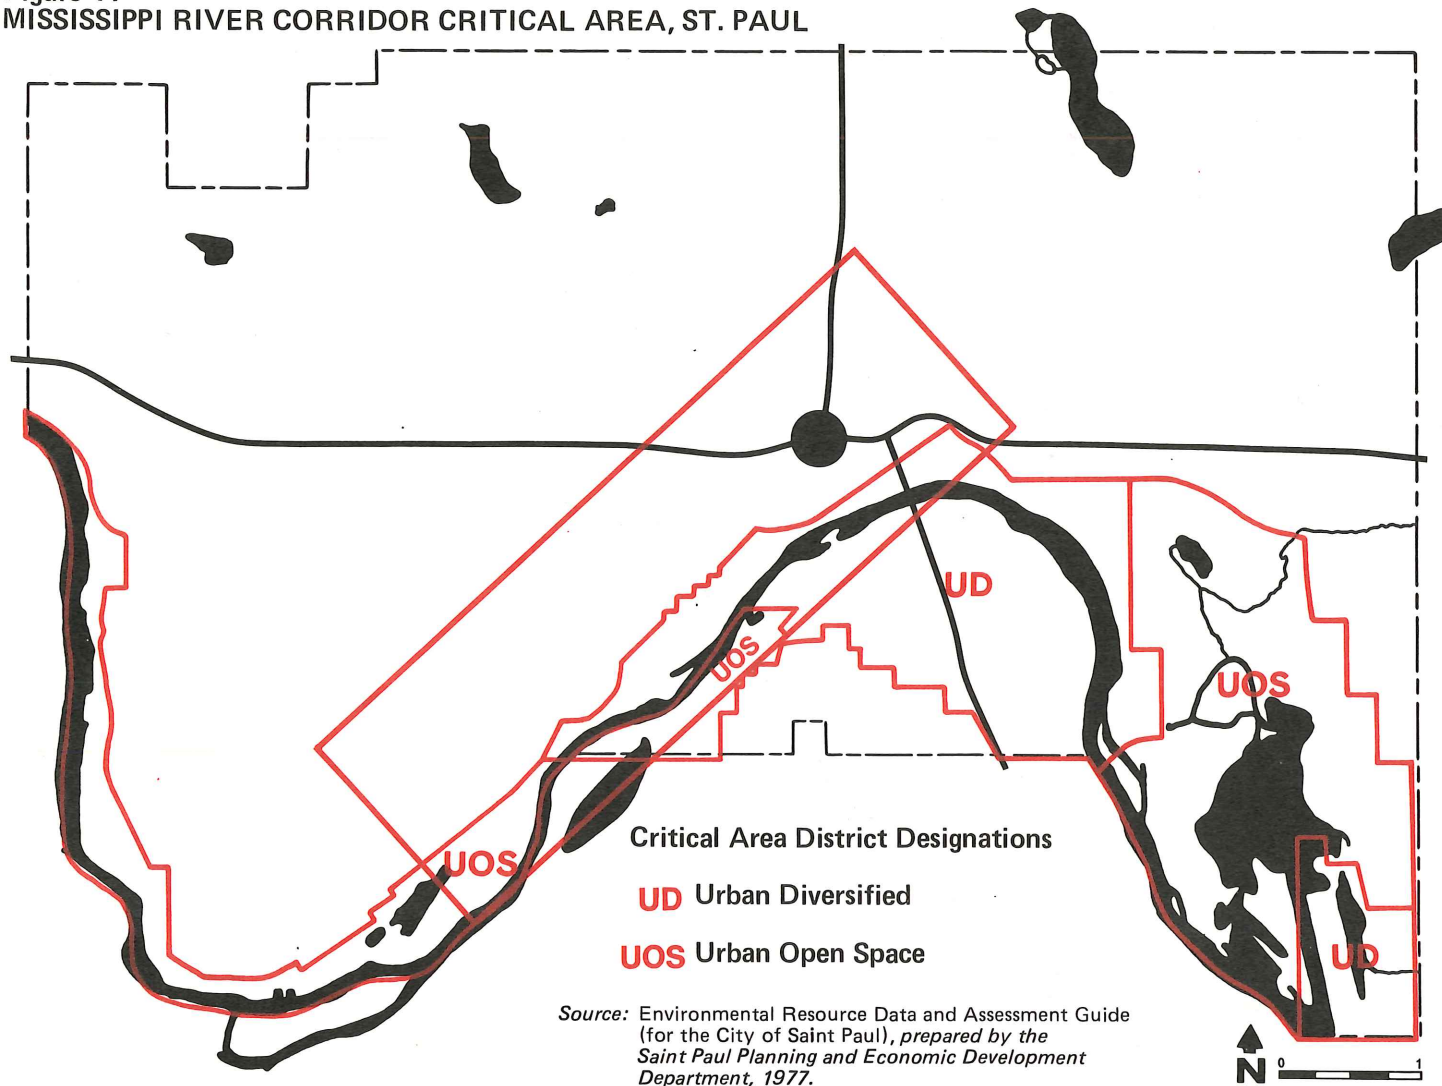 MISSISSIPPI RIVER CORRIDOR CRITICAL AREA, ST. PAUL
UD
UOS
UOS
UOS
UD
Critical Area District Designations
UD Urban Diversified
UOS Urban Open Space
Source: Environmental Resource Data and Assessment Guide
(for the City of Saint Paul), prepared by the
Saint Paul Planning and Economic Development
Department, 1977.
N
0 1